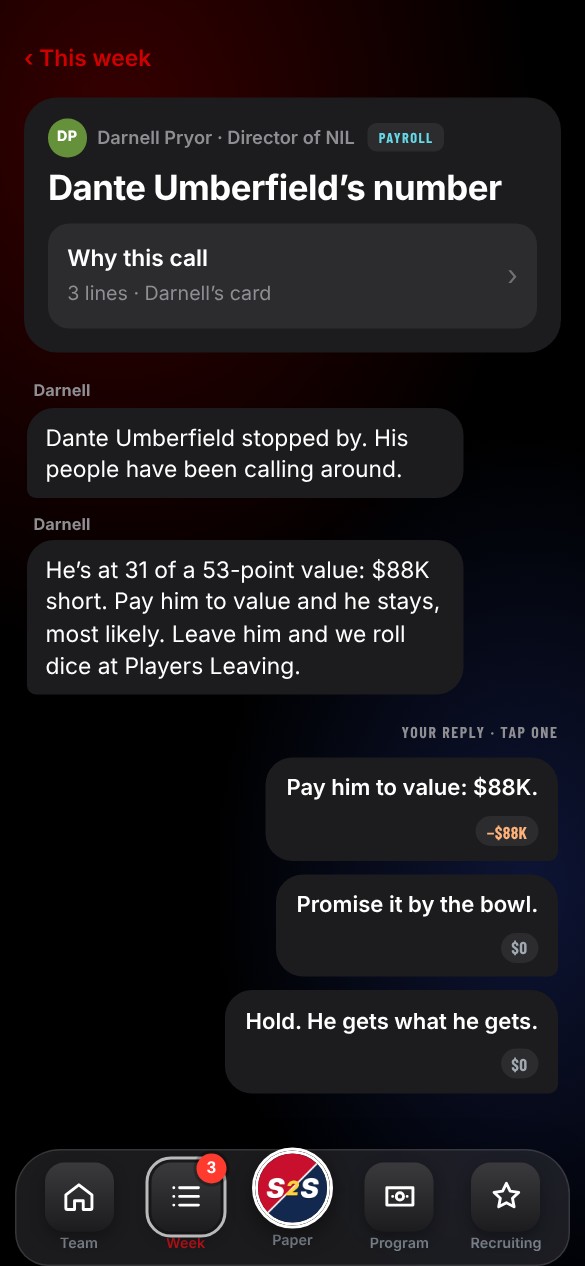 ‹ This week
DP Darnell Pryor · Director of NIL PAYROLL
Dante Umberfield’s number
Why this call
3 lines · Darnell’s card
›
Darnell
Dante Umberfield stopped by. His
people have been calling around.
Darnell
He’s at 31 of a 53-point value: $88K
short. Pay him to value and he stays,
most likely. Leave him and we roll
dice at Players Leaving.
YOUR REPLY · TAP ONE
Pay him to value: $88K.
–$88K
Promise it by the bowl.
$0
Hold. He gets what he gets.
$0
3
S2S
Team Week Paper Program Recruiting